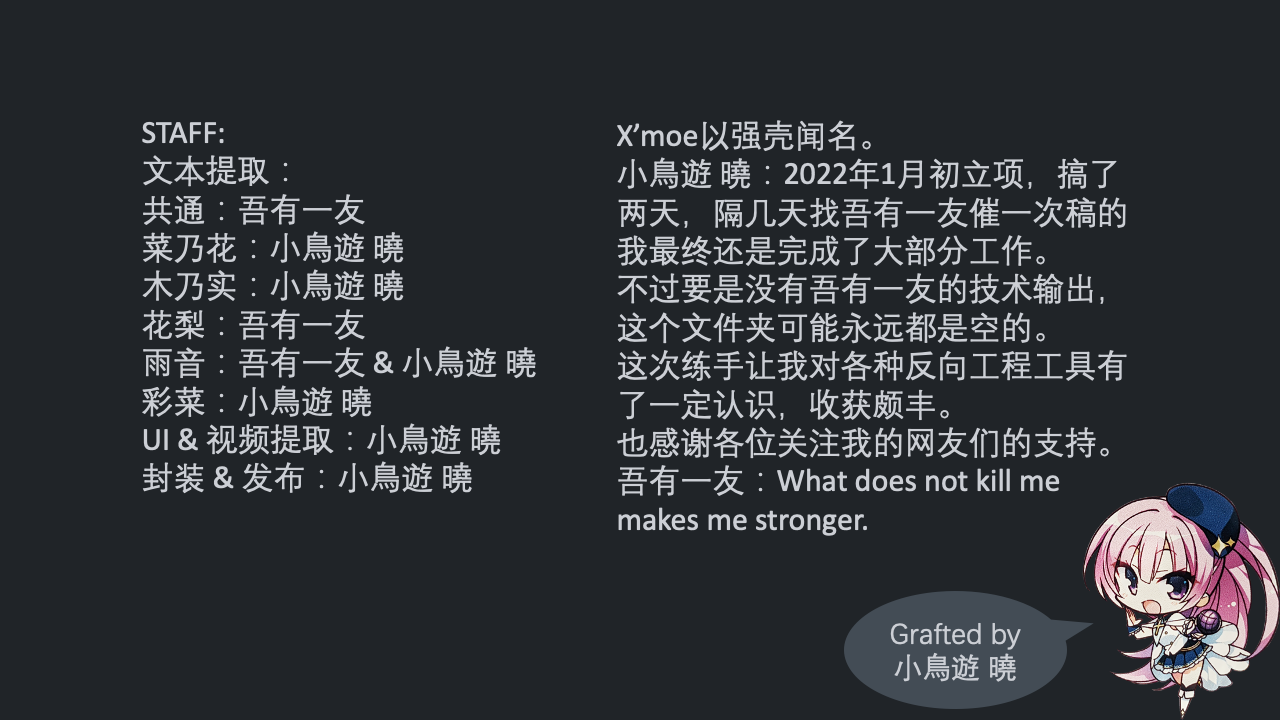 STAFF:
文本提取：
共通：吾有一友
菜乃花：小鳥遊 曉
木乃实：小鳥遊 曉
花梨：吾有一友
雨音：吾有一友 & 小鳥遊 曉
彩菜：小鳥遊 曉
UI & 视频提取：小鳥遊 曉
封装 & 发布：小鳥遊 曉
X’moe以强壳闻名。
小鳥遊 曉：2022年1月初立项，搞了
两天，隔几天找吾有一友催一次稿的
我最终还是完成了大部分工作。
不过要是没有吾有一友的技术输出，
这个文件夹可能永远都是空的。
这次练手让我对各种反向工程工具有
了一定认识，收获颇丰。
也感谢各位关注我的网友们的支持。
吾有一友：What does not kill me
makes me stronger.
Grafted by
小鳥遊 曉